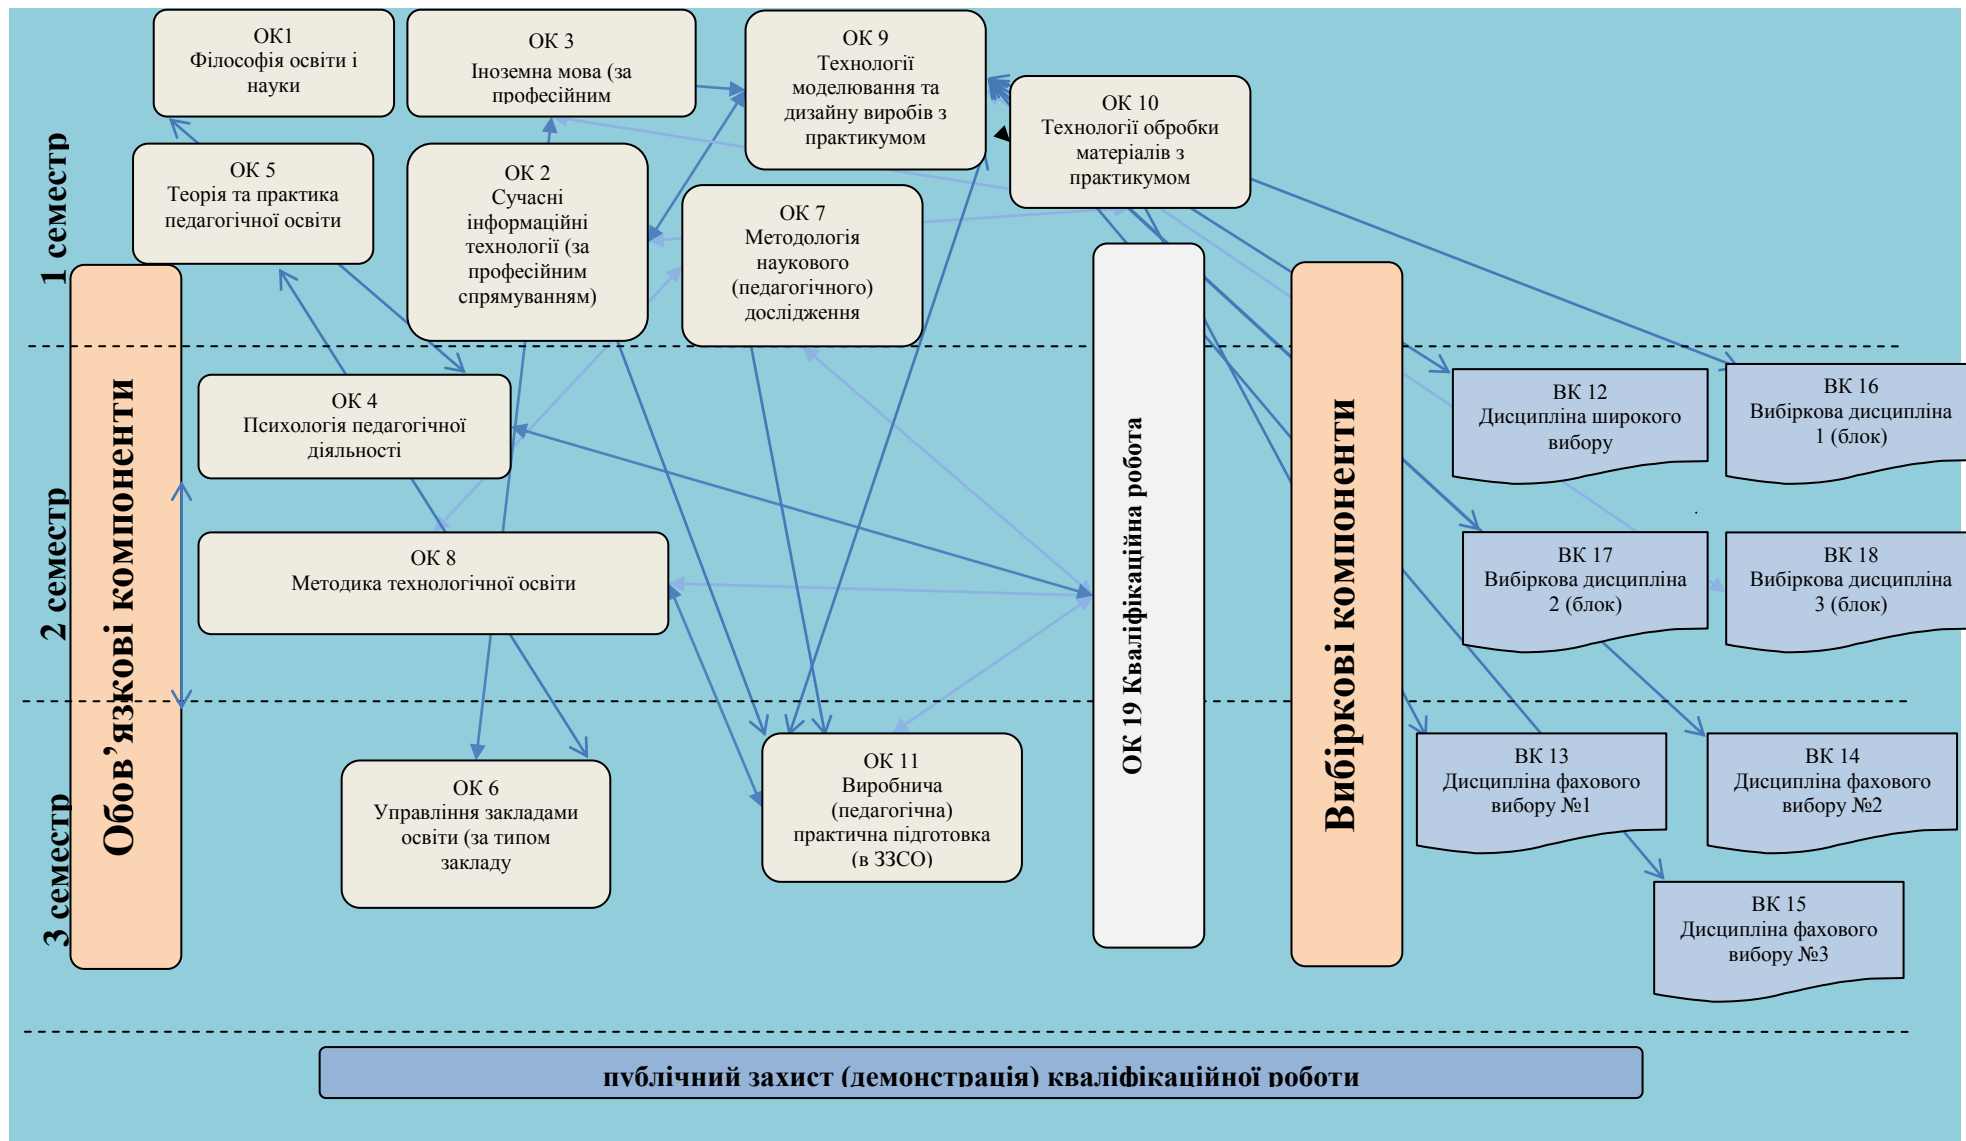 ОК1
Філософія освіти і
науки
ОК 3
Іноземна мова (за
професійним
ОК 9
Технології
моделювання та
дизайну виробів з
практикумом
ОК 10
Технології обробки
матеріалів з
практикумом
1 семестр
ОК 5
Теорія та практика
педагогічної освіти
ОК 2
Сучасні
інформаційні
технології (за
професійним
спрямуванням)
ОК 7
Методологія
наукового
(педагогічного)
дослідження
Обов’язкові компоненти
ОК 19 Кваліфікаційна робота
Вибіркові компоненти
2 семестр
ОК 4
Психологія педагогічної
діяльності
ВК 12
Дисципліна широкого
вибору
ВК 16
Вибіркова дисципліна
1 (блок)
ОК 8
Методика технологічної освіти
ВК 17
Вибіркова дисципліна
2 (блок)
ВК 18
Вибіркова дисципліна
3 (блок)
3 семестр
ОК 6
Управління закладами
освіти (за типом
закладу
ОК 11
Виробнича
(педагогічна)
практична підготовка
(в ЗЗСО)
ВК 13
Дисципліна фахового
вибору №1
ВК 14
Дисципліна фахового
вибору №2
ВК 15
Дисципліна фахового
вибору №3
публічний захист (демонстрація) кваліфікаційної роботи